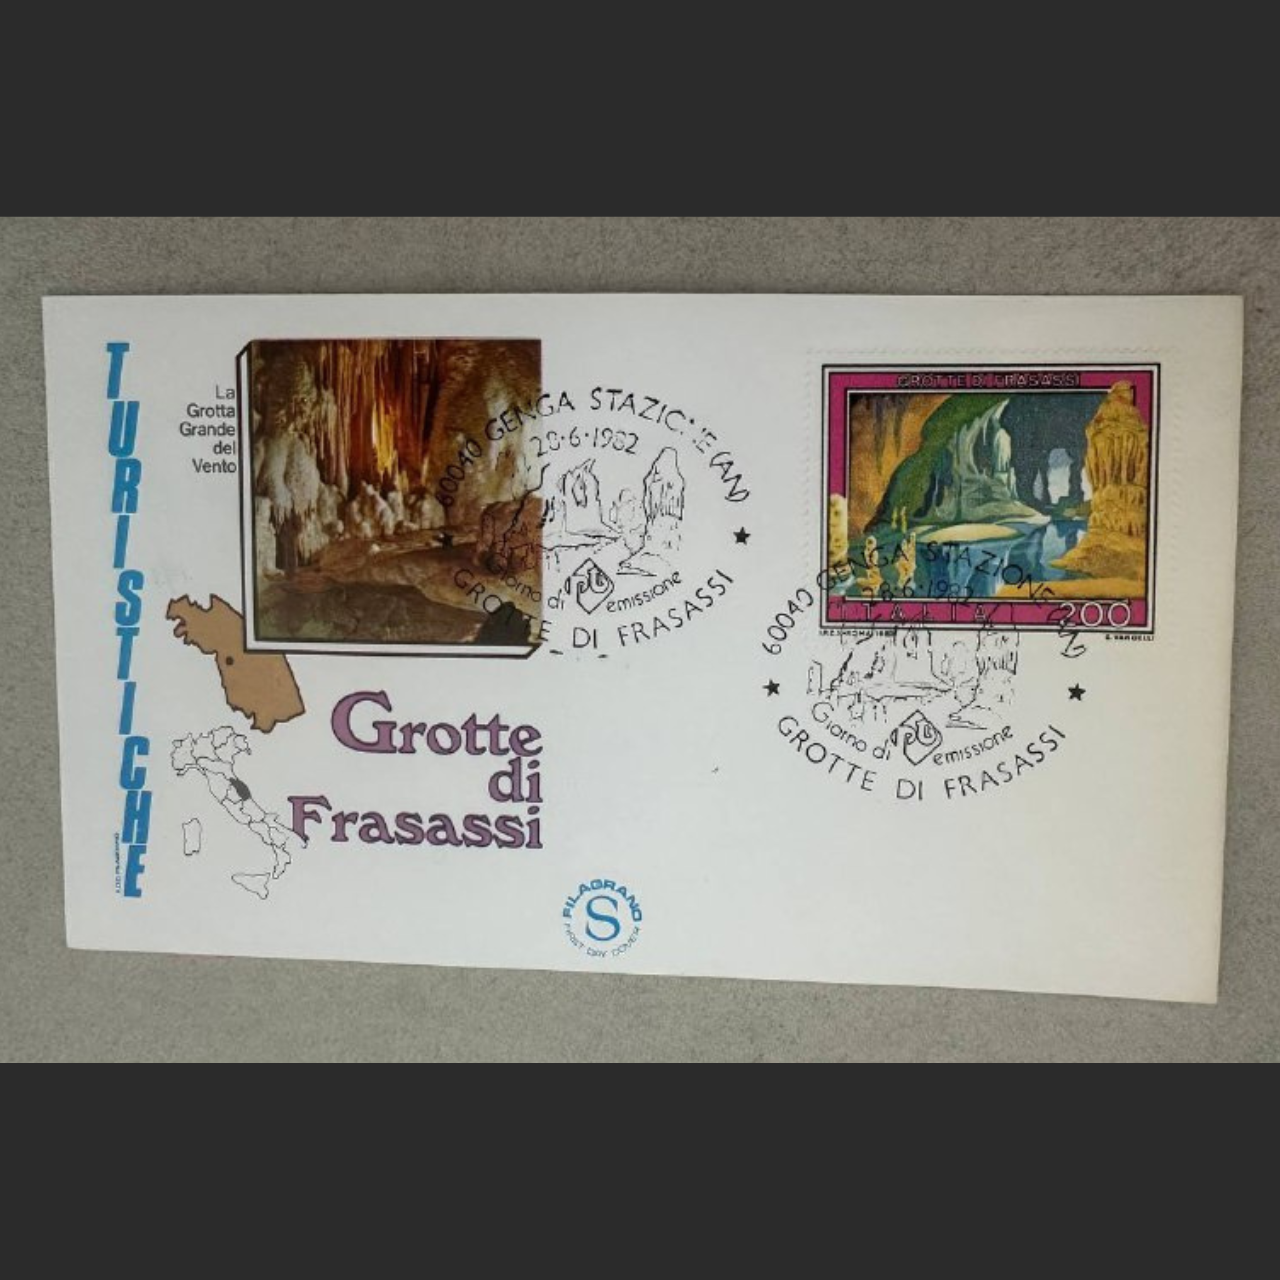 TURISTICHE
La
Grotta
Grande
del
Vento
60040 GENGA STAZIONE (AN)
28·6·1982
Giorno di emissione
GROTTE DI FRASASSI
Grotte
di
Frasassi
FILAGRANO
S
FIRST DAY COVER
GROTTE DI FRASASSI
ITALIA 200
60040 GENGA STAZIONE (AN)
28·6·1982
Giorno di emissione
GROTTE DI FRASASSI